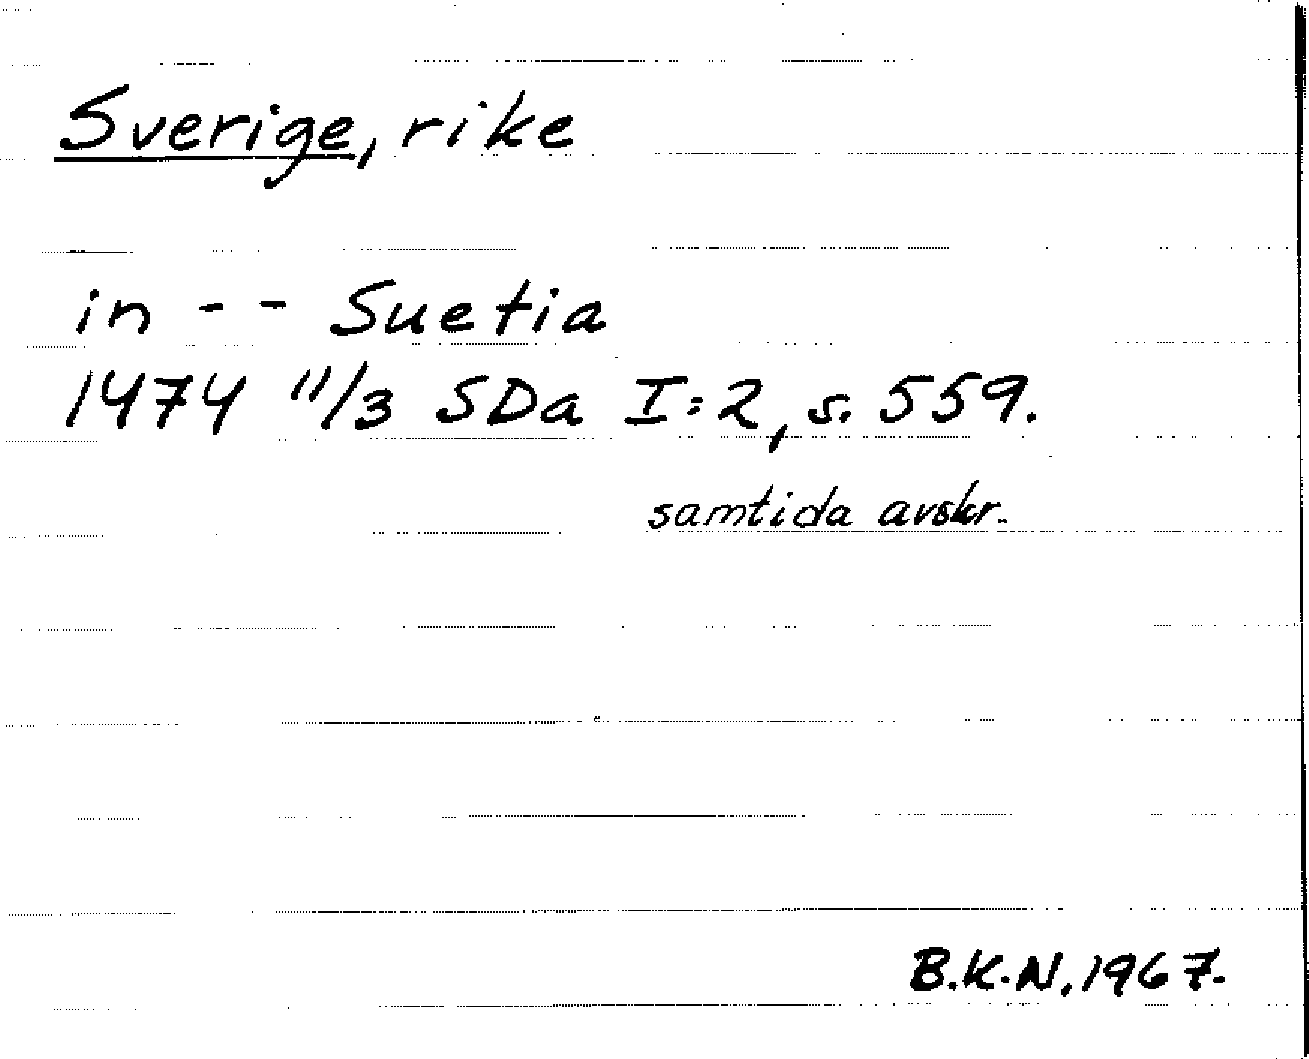 Sverige, rike
in - - Suetia
1474 11/3 SDa I:2, s. 559.
samtida avskr.
B.K.N, 1967.